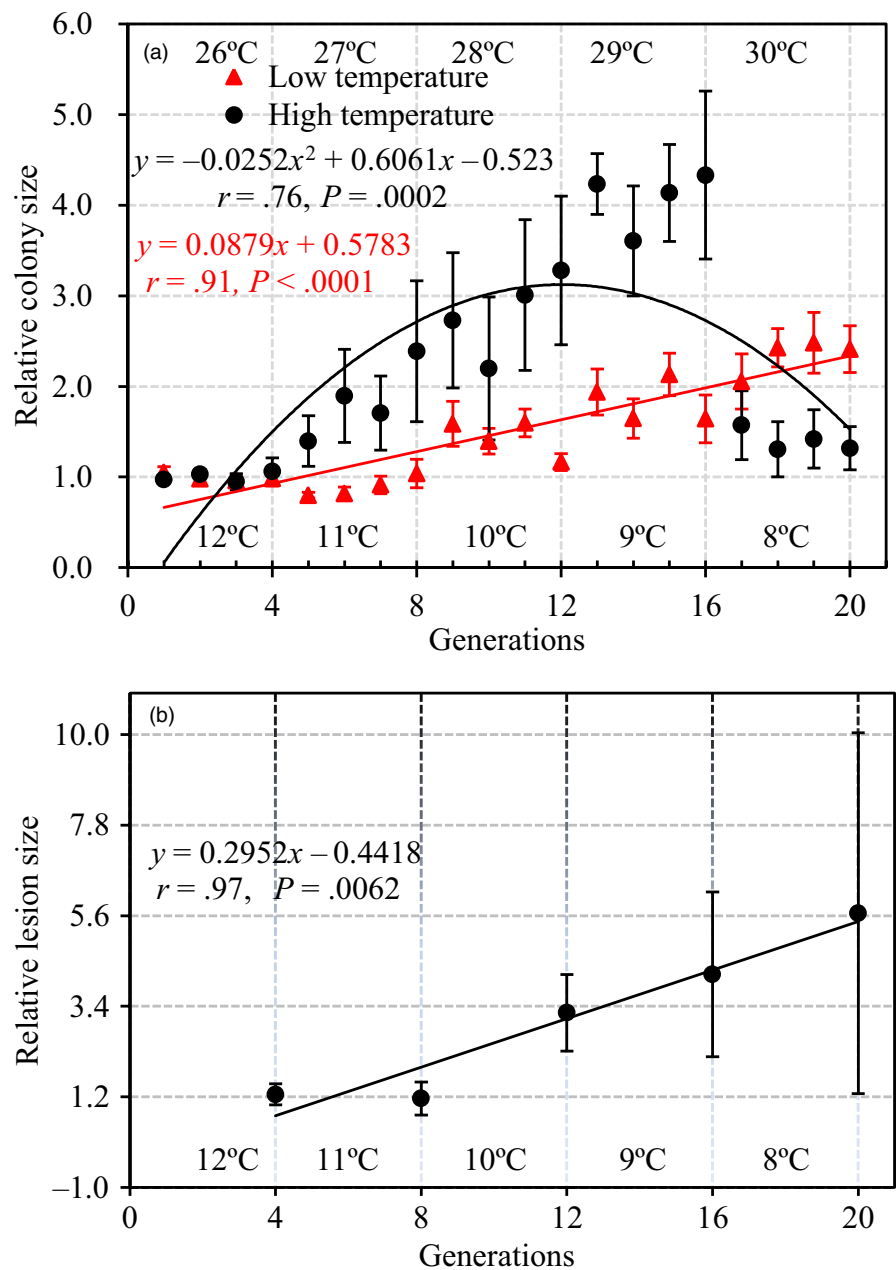 (a)
26ºC 27ºC 28ºC 29ºC 30ºC
Low temperature
High temperature
y = –0.0252x² + 0.6061x – 0.523
r = .76, P = .0002
y = 0.0879x + 0.5783
r = .91, P < .0001
12ºC 11ºC 10ºC 9ºC 8ºC
6.0
5.0
4.0
3.0
2.0
1.0
0.0
Relative colony size
0 4 8 12 16 20
Generations
(b)
y = 0.2952x – 0.4418
r = .97, P = .0062
12ºC 11ºC 10ºC 9ºC 8ºC
10.0
7.8
5.6
3.4
1.2
–1.0
Relative lesion size
0 4 8 12 16 20
Generations